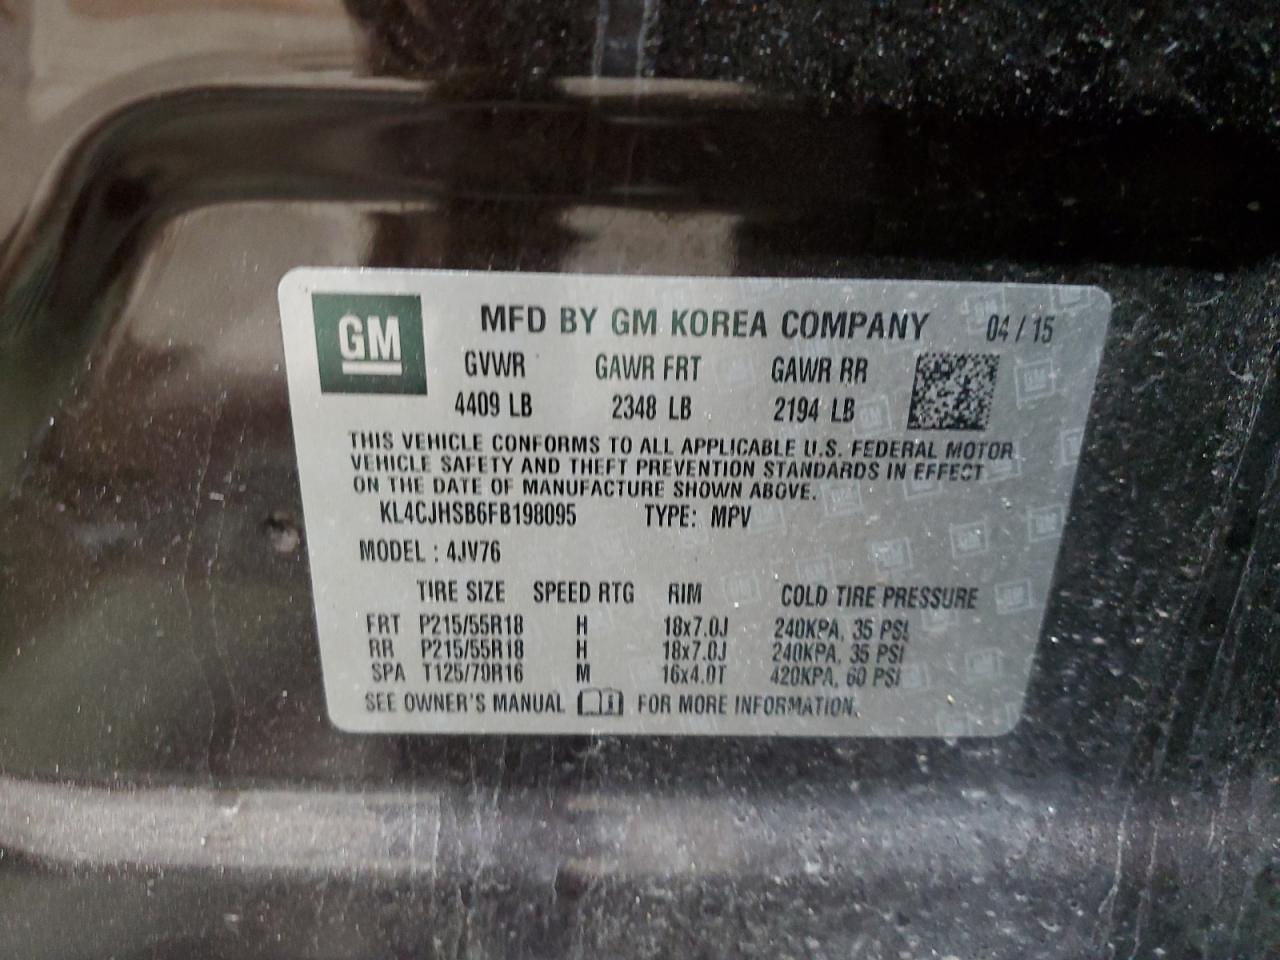 GM
MFD BY GM KOREA COMPANY 04/15
GVWR GAWR FRT GAWR RR
4409 LB 2348 LB 2194 LB
THIS VEHICLE CONFORMS TO ALL APPLICABLE U.S. FEDERAL MOTOR
VEHICLE SAFETY AND THEFT PREVENTION STANDARDS IN EFFECT
ON THE DATE OF MANUFACTURE SHOWN ABOVE.
KL4CJHSB6FB198095 TYPE: MPV
MODEL : 4JV76
TIRE SIZE SPEED RTG RIM COLD TIRE PRESSURE
FRT P215/55R18 H 18x7.0J 240KPA, 35 PSI
RR P215/55R18 H 18x7.0J 240KPA, 35 PSI
SPA T125/70R16 M 16x4.0T 420KPA, 60 PSI
SEE OWNER'S MANUAL FOR MORE INFORMATION.